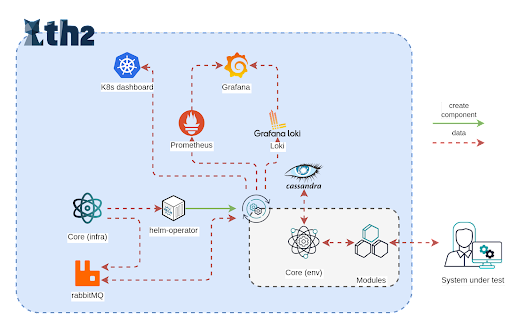 th2
K8s dashboard
Grafana
Prometheus
Grafana loki
Loki
create
component
data
cassandra
Core (infra)
helm-operator
rabbitMQ
Core (env)
Modules
System under test